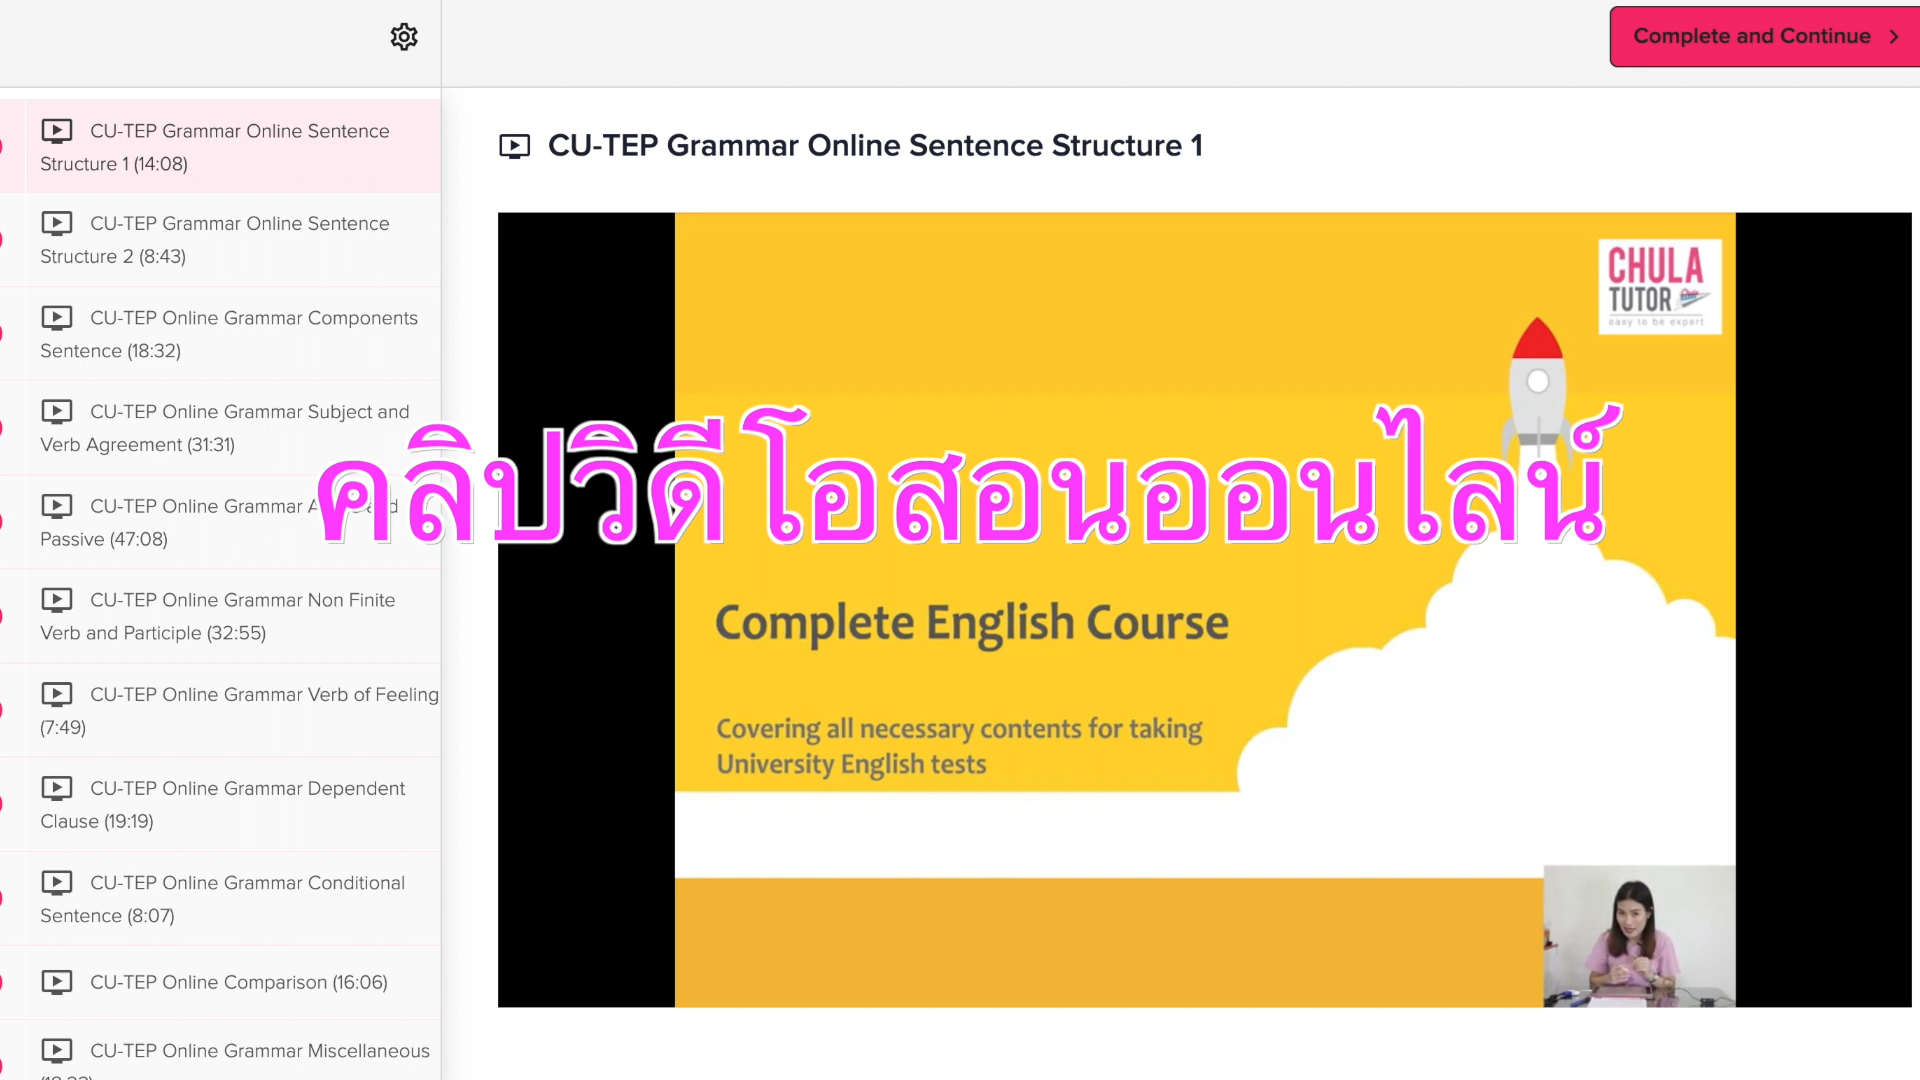 Complete and Continue
CU-TEP Grammar Online Sentence
Structure 1 (14:08)
CU-TEP Grammar Online Sentence
Structure 2 (8:43)
CU-TEP Online Grammar Components
Sentence (18:32)
CU-TEP Online Grammar Subject and
Verb Agreement (31:31)
CU-TEP Online Grammar
Passive (47:08)
CU-TEP Online Grammar Non Finite
Verb and Participle (32:55)
CU-TEP Online Grammar Verb of Feeling
(7:49)
CU-TEP Online Grammar Dependent
Clause (19:19)
CU-TEP Online Grammar Conditional
Sentence (8:07)
CU-TEP Online Comparison (16:06)
CU-TEP Online Grammar Miscellaneous
CU-TEP Grammar Online Sentence Structure 1
CHULA
TUTOR
easy to be expert
คลิปวิดีโอสอนออนไลน์
Complete English Course
Covering all necessary contents for taking
University English tests